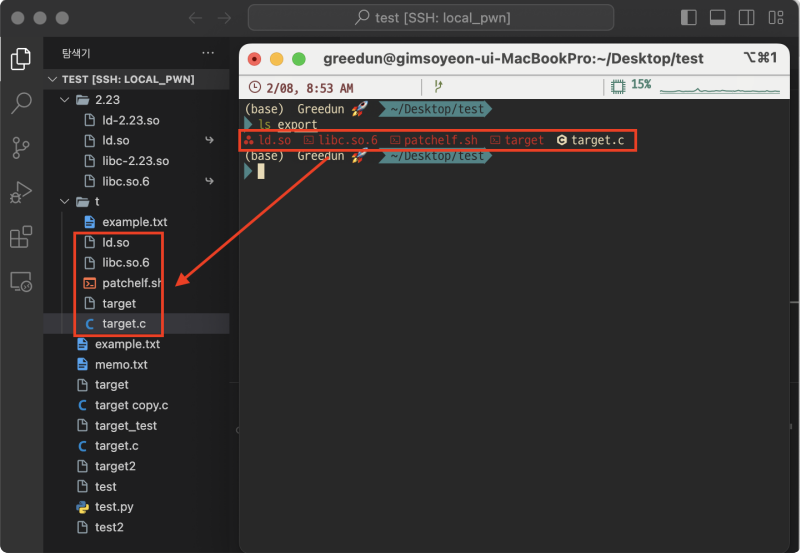 test [SSH: local_pwn]
탐색기
TEST [SSH: LOCAL_PWN]
2.23
ld-2.23.so
ld.so
libc-2.23.so
libc.so.6
t
example.txt
ld.so
libc.so.6
patchelf.sh
target
target.c
example.txt
memo.txt
target
target copy.c
target_test
target.c
target2
test
test.py
test2
greedun@gimsoyeon-ui-MacBookPro:~/Desktop/test ⌥⌘1
2/08, 8:53 AM 15%
(base) Greedun 🚀 ~/Desktop/test
ls export
ld.so libc.so.6 patchelf.sh target target.c
(base) Greedun 🚀 ~/Desktop/test